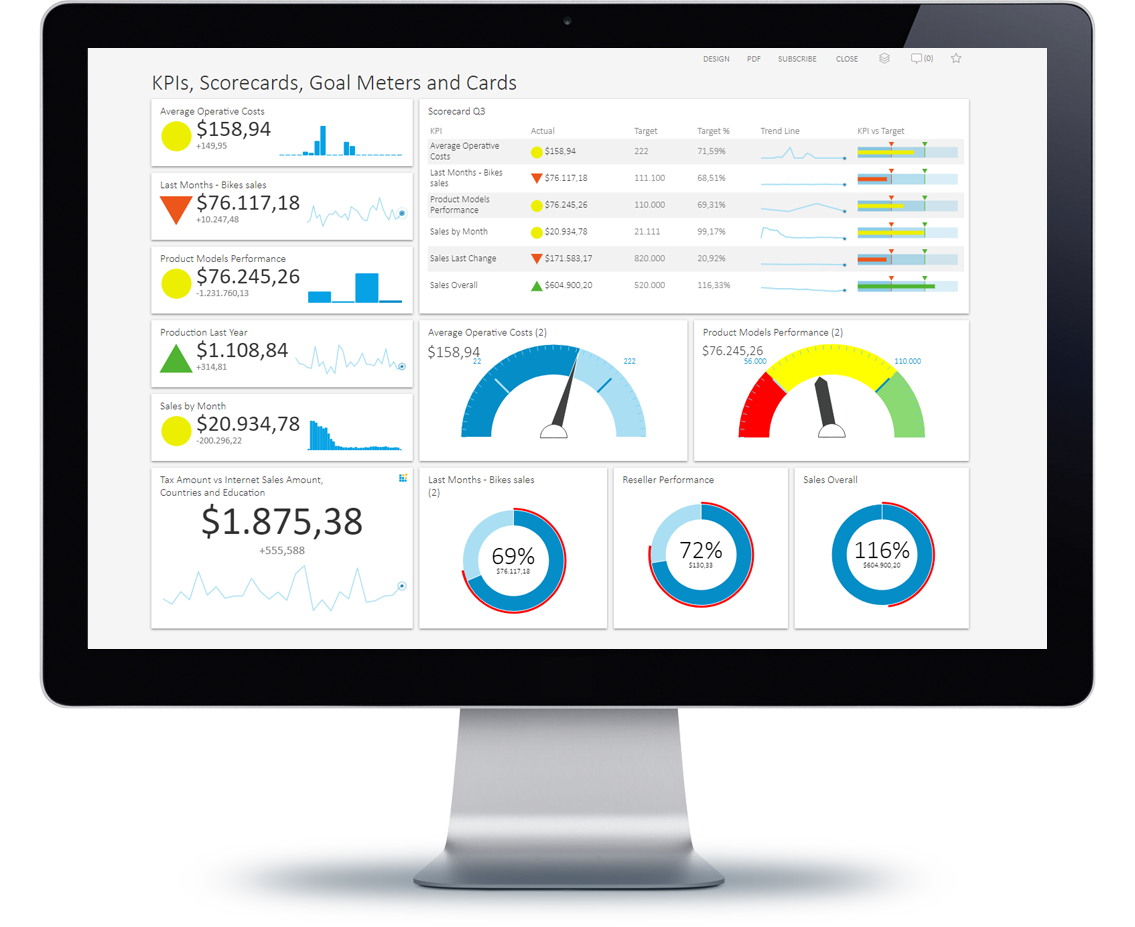 DESIGN PDF SUBSCRIBE CLOSE (0)
KPIs, Scorecards, Goal Meters and Cards
Average Operative Costs
$158,94
+149,95
Last Months - Bikes sales
$76.117,18
+10.247,48
Product Models Performance
$76.245,26
-1.231.760,13
Production Last Year
$1.108,84
+314,81
Sales by Month
$20.934,78
-200.296,22
Scorecard Q3
KPI Actual Target Target % Trend Line KPI vs Target
Average Operative
Costs
$158,94 222 71,59%
Last Months - Bikes
sales
$76.117,18 111.100 68,51%
Product Models
Performance
$76.245,26 110.000 69,31%
Sales by Month $20.934,78 21.111 99,17%
Sales Last Change $171.583,17 820.000 20,92%
Sales Overall $604.900,20 520.000 116,33%
Average Operative Costs (2)
$158,94
22 222
Product Models Performance (2)
$76.245,26
56.000 110.000
Tax Amount vs Internet Sales Amount,
Countries and Education
$1.875,38
+555,588
Last Months - Bikes sales
(2)
69%
$76.117,18
Reseller Performance
72%
$130,33
Sales Overall
116%
$604.900,20